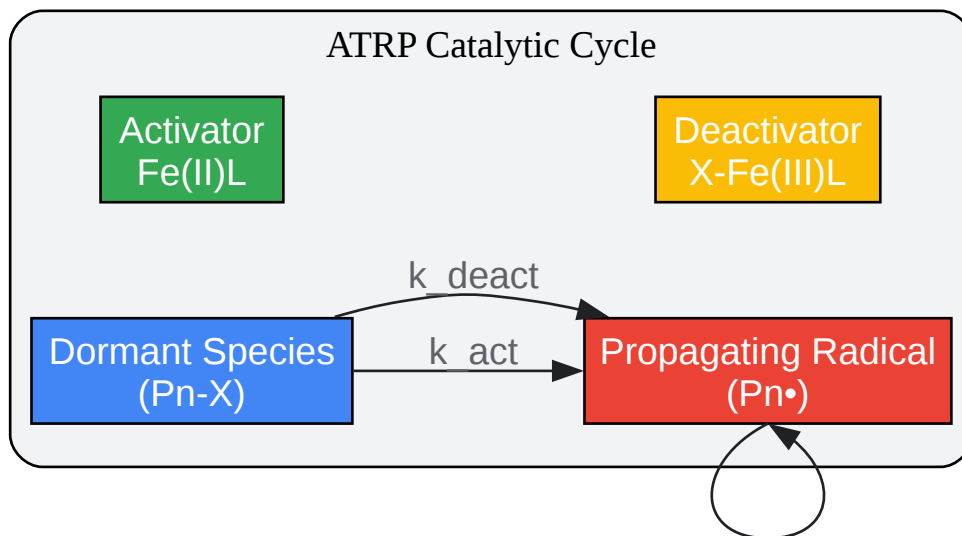 ATRP Catalytic Cycle
Activator
Fe(II)L
Deactivator
X-Fe(III)L
k_deact
k_act
Dormant Species
(Pn-X)
Propagating Radical
(Pn•)